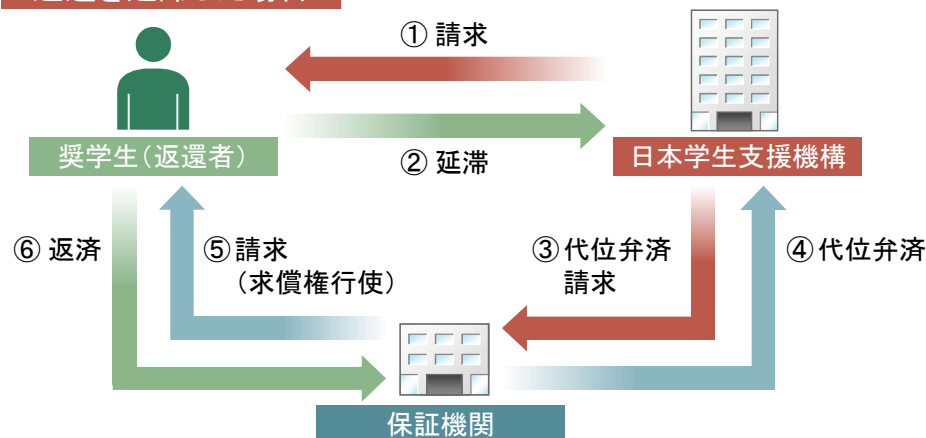 ① 請求
奨学生(返還者)
日本学生支援機構
② 延滞
⑥ 返済
⑤ 請求
(求償権行使)
③ 代位弁済
請求
④ 代位弁済
保証機関